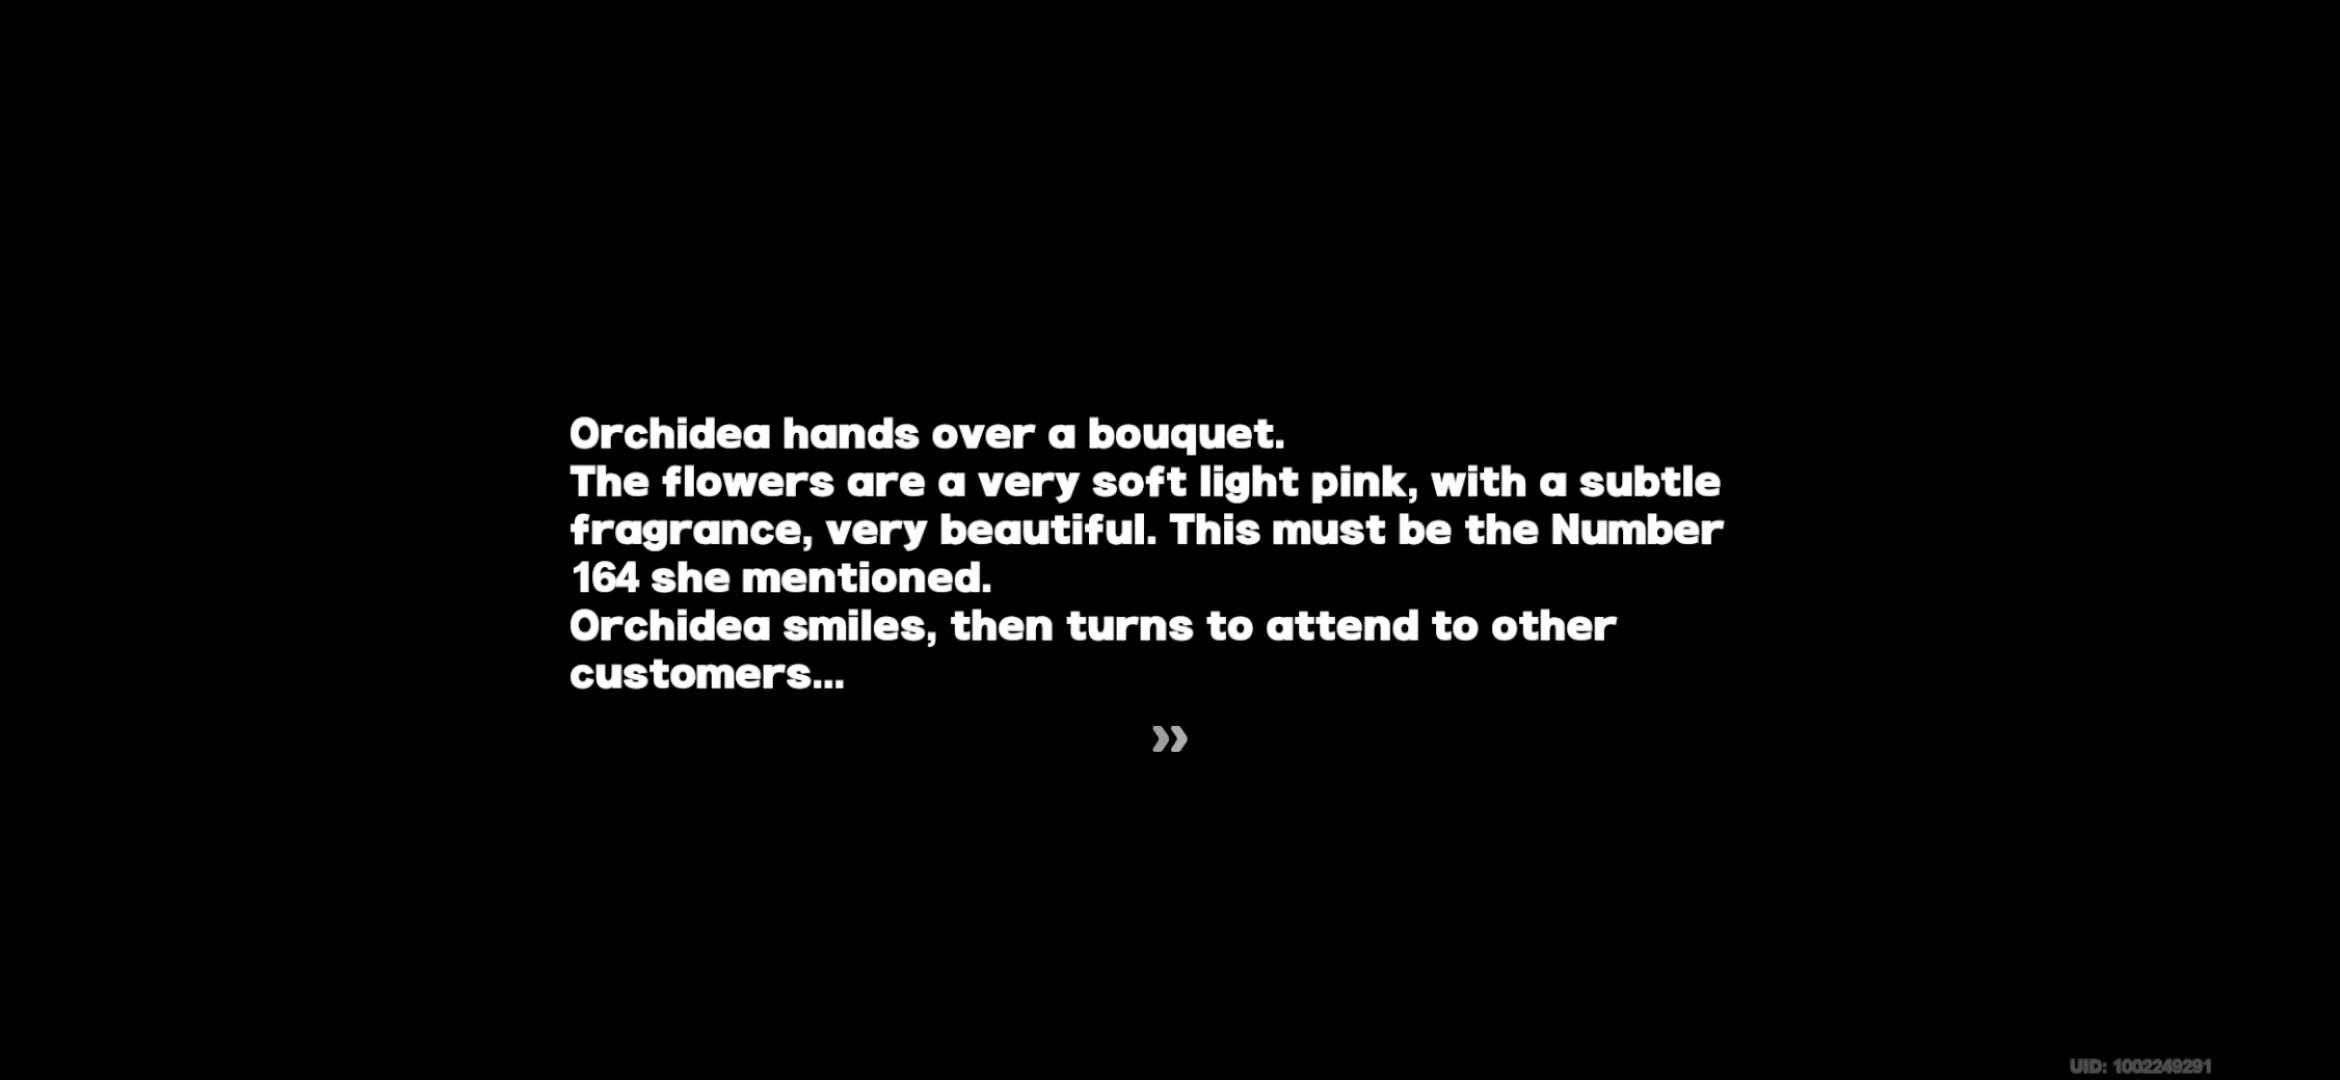 Orchidea hands over a bouquet.
The flowers are a very soft light pink, with a subtle
fragrance, very beautiful. This must be the Number
164 she mentioned.
Orchidea smiles, then turns to attend to other
customers...
»
UID: 1002249291